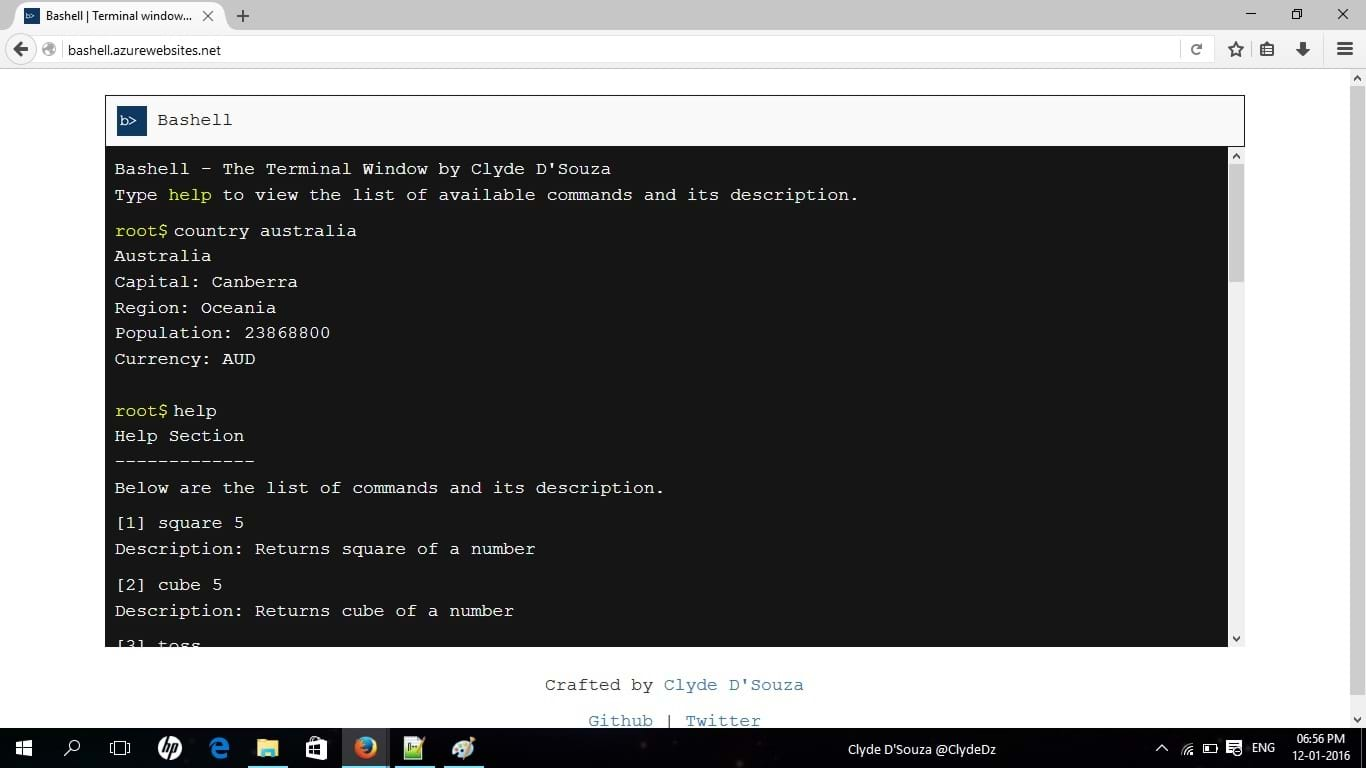 Bashell | Terminal window...
bashell.azurewebsites.net
b> Bashell
Bashell - The Terminal Window by Clyde D'Souza
Type help to view the list of available commands and its description.
root$ country australia
Australia
Capital: Canberra
Region: Oceania
Population: 23868800
Currency: AUD
root$ help
Help Section
-------------
Below are the list of commands and its description.
[1] square 5
Description: Returns square of a number
[2] cube 5
Description: Returns cube of a number
[3] toss
Crafted by Clyde D'Souza
Github | Twitter
hp
Clyde D'Souza @ClydeDz
ENG
06:56 PM
12-01-2016